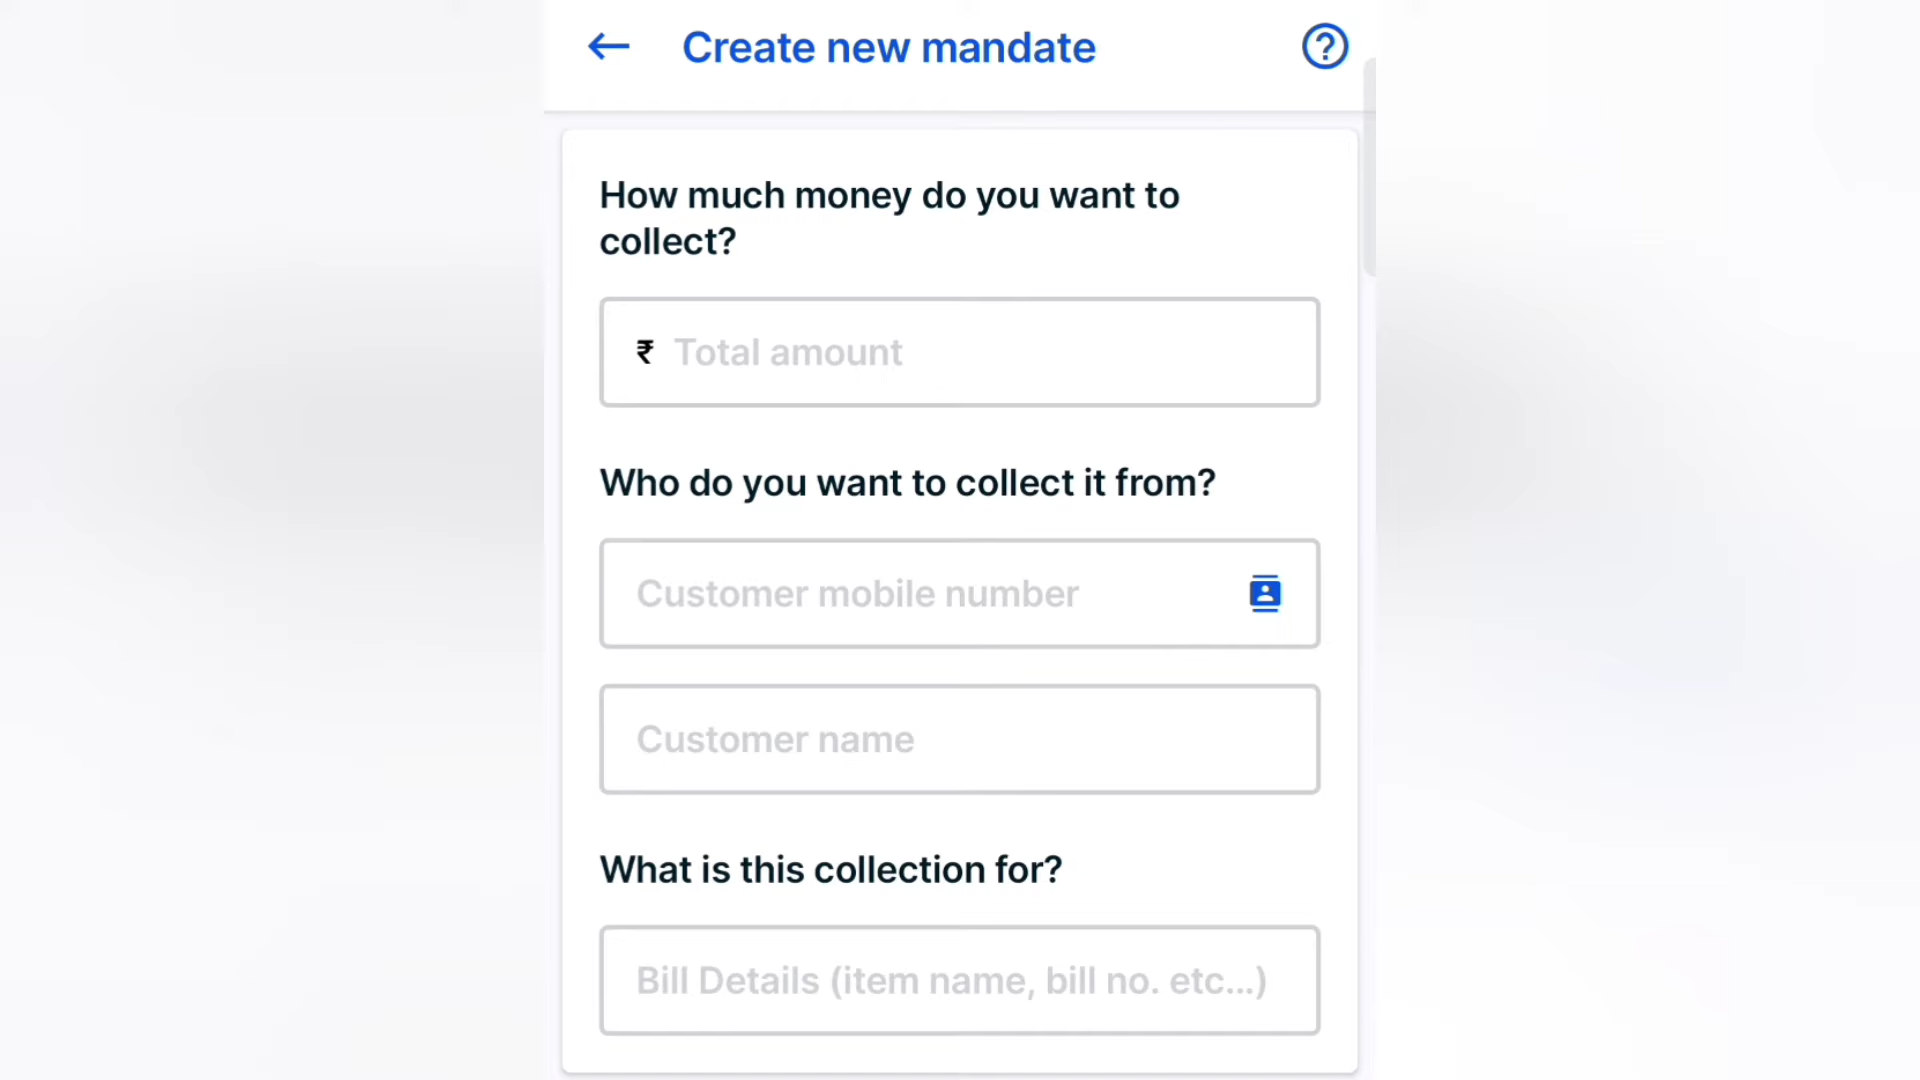 Create new mandate
How much money do you want to
collect?
₹ Total amount
Who do you want to collect it from?
Customer mobile number
Customer name
What is this collection for?
Bill Details (item name, bill no. etc...)